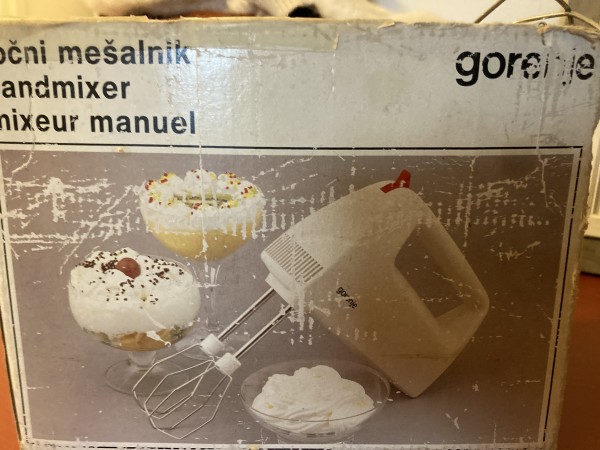 očni mešalnik
andmixer
mixeur manuel
gorenje
gorenje